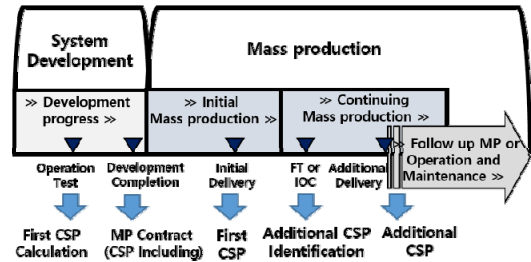 System
Development
Mass production
≫ Development
progress ≫
≫ Initial
Mass production ≫
≫ Continuing
Mass production ≫
≫ Follow up MP or
Operation and
Maintenance ≫
Operation
Test
Development
Completion
Initial
Delivery
FT or
IOC
Additional
Delivery
First CSP
Calculation
MP Contract
(CSP Including)
First
CSP
Additional CSP
Identification
Additional
CSP